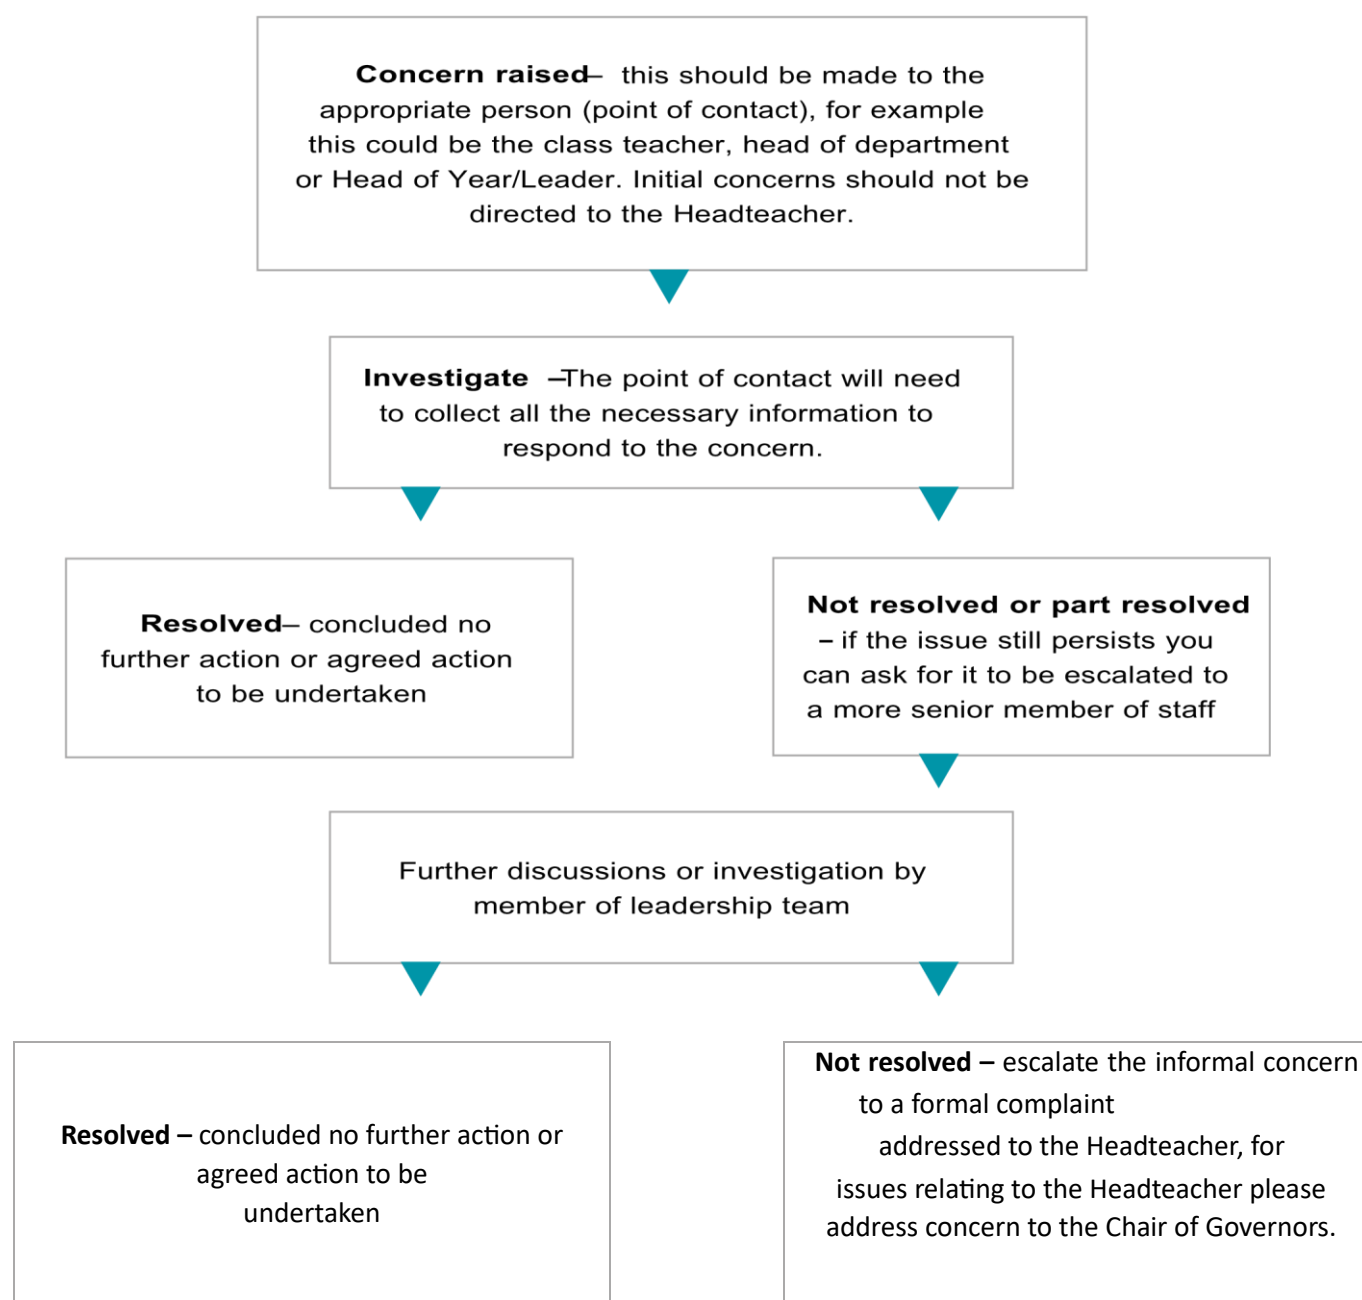 Concern raised– this should be made to the
appropriate person (point of contact), for example
this could be the class teacher, head of department
or Head of Year/Leader. Initial concerns should not be
directed to the Headteacher.
Investigate –The point of contact will need
to collect all the necessary information to
respond to the concern.
Resolved– concluded no
further action or agreed action
to be undertaken
Not resolved or part resolved
– if the issue still persists you
can ask for it to be escalated to
a more senior member of staff
Further discussions or investigation by
member of leadership team
Resolved – concluded no further action or
agreed action to be
undertaken
Not resolved – escalate the informal concern
to a formal complaint
addressed to the Headteacher, for
issues relating to the Headteacher please
address concern to the Chair of Governors.